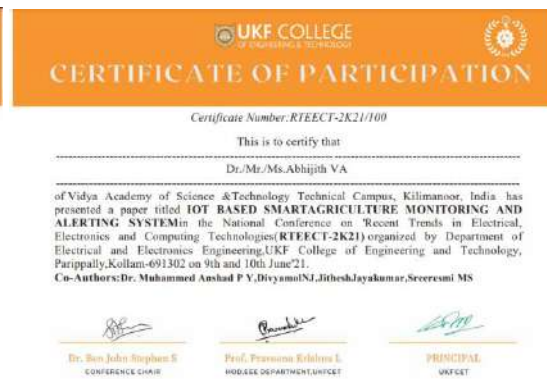 UKF COLLEGE
OF ENGINEERING & TECHNOLOGY
CERTIFICATE OF PARTICIPATION
Certificate Number:RTEECT-2K21/100
This is to certify that
Dr./Mr./Ms.Abhijith VA
of Vidya Academy of Science &Technology Technical Campus, Kilimanoor, India has
presented a paper titled IOT BASED SMARTAGRICULTURE MONITORING AND
ALERTING SYSTEMin the National Conference on 'Recent Trends in Electrical,
Electronics and Computing Technologies(RTEECT-2K21) organized by Department of
Electrical and Electronics Engineering,UKF College of Engineering and Technology,
Parippally,Kollam-691302 on 9th and 10th June'21.
Co-Authors:Dr. Muhammed Anshad P Y,DivyamolNJ,JitheshJayakumar,Sreeresmi MS
Dr. Ben John Stephen S
Prof. Praveena Krishna L
PRINCIPAL
CONFERENCE CHAIR
HOD,EEE DEPARTMENT,UKFCET
UKFCET